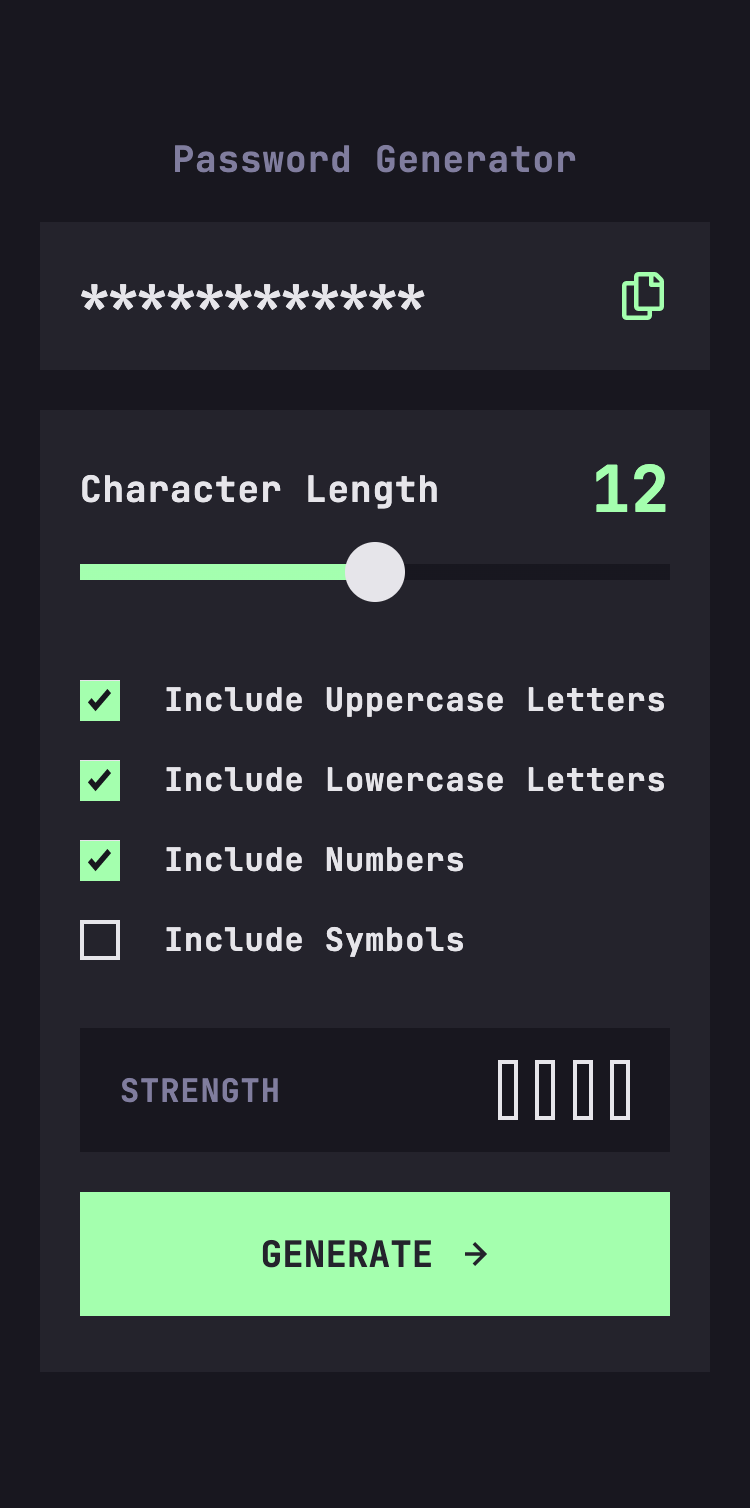 Password Generator
************
Character Length 12
Include Uppercase Letters
Include Lowercase Letters
Include Numbers
Include Symbols
STRENGTH
GENERATE →